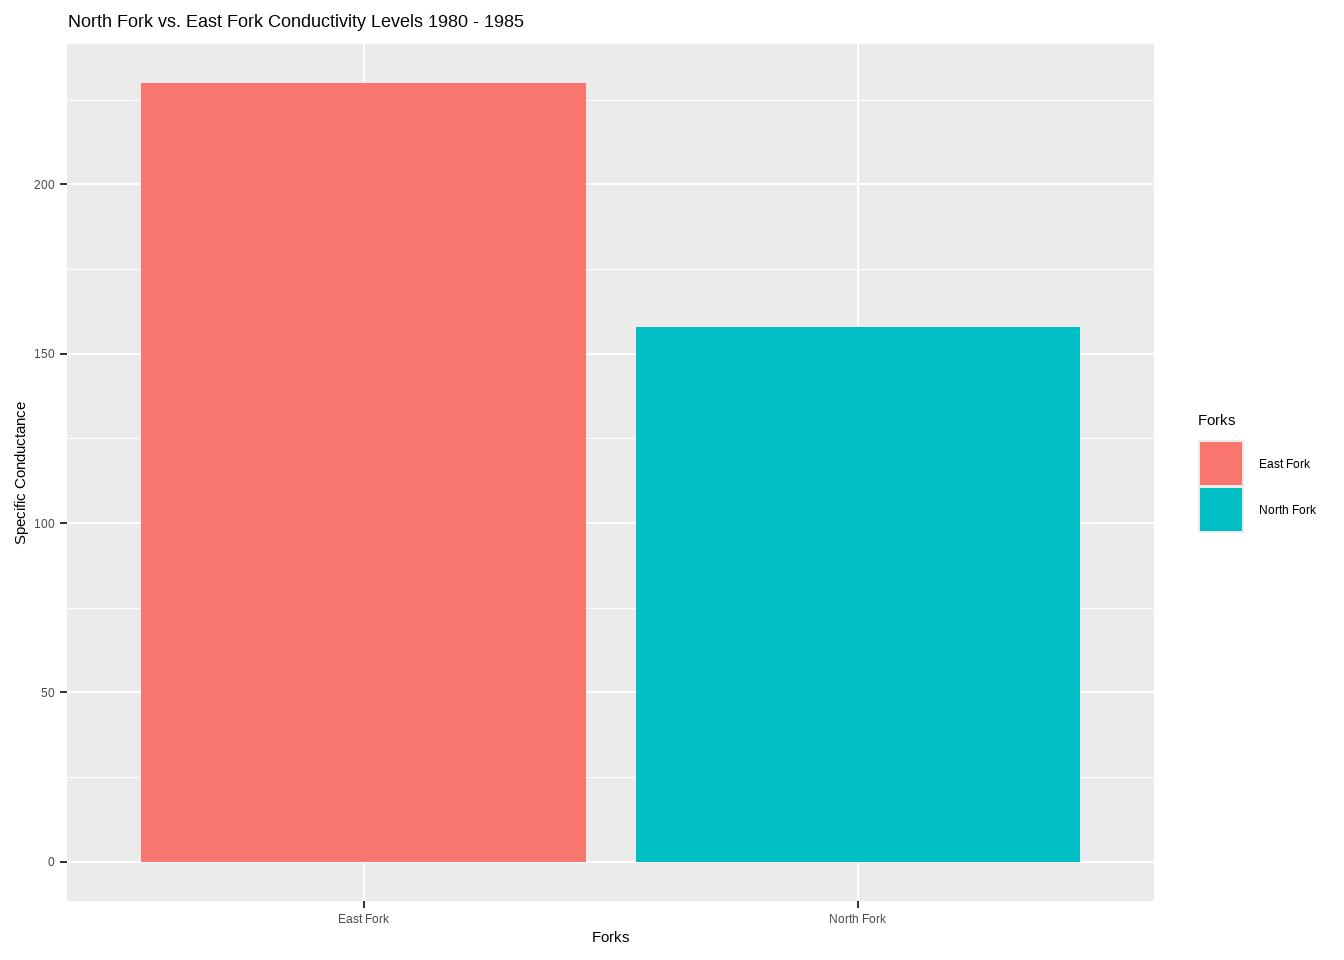 North Fork vs. East Fork Conductivity Levels 1980 - 1985
Specific Conductance
200
150
100
50
0
East Fork
North Fork
Forks
Forks
East Fork
North Fork